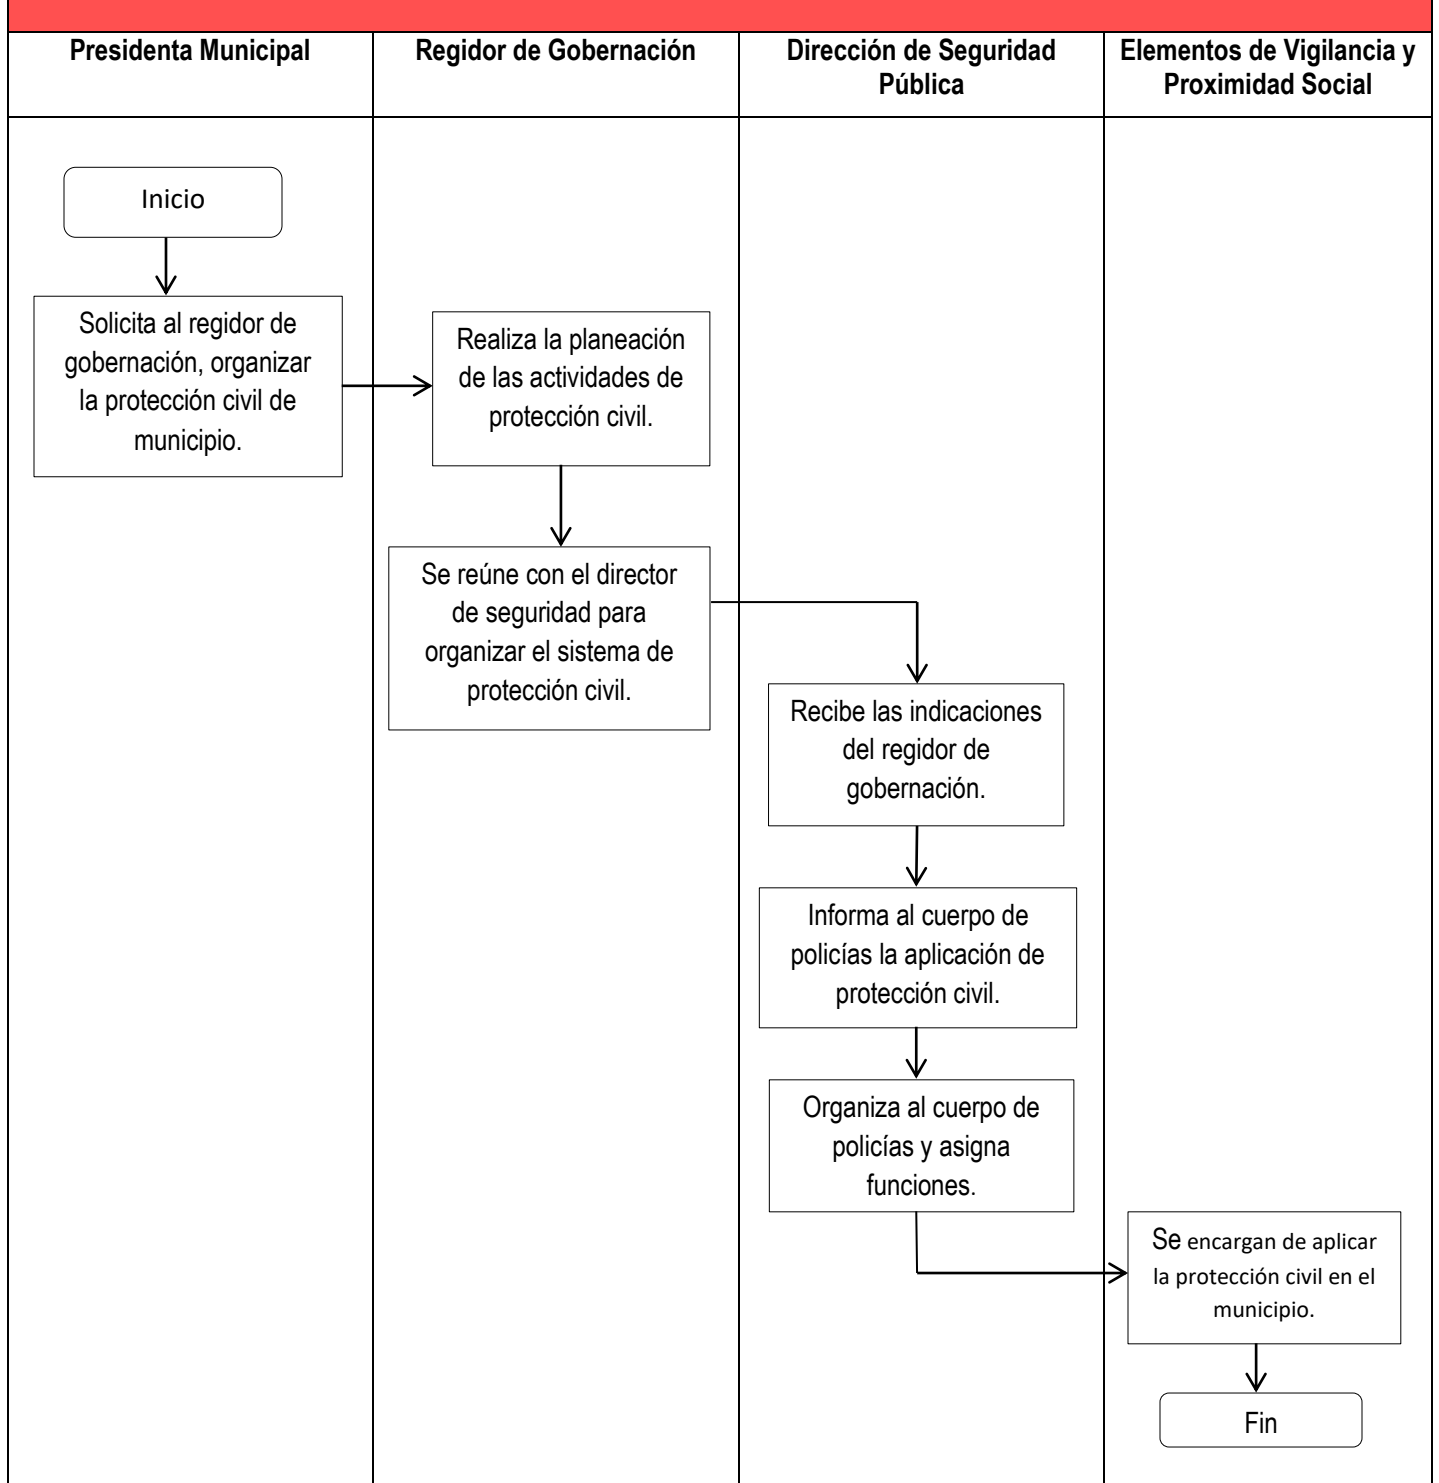 Presidenta Municipal
Regidor de Gobernación
Dirección de Seguridad
Pública
Elementos de Vigilancia y
Proximidad Social
Inicio
Solicita al regidor de
gobernación, organizar
la protección civil de
municipio.
Realiza la planeación
de las actividades de
protección civil.
Se reúne con el director
de seguridad para
organizar el sistema de
protección civil.
Recibe las indicaciones
del regidor de
gobernación.
Informa al cuerpo de
policías la aplicación de
protección civil.
Organiza al cuerpo de
policías y asigna
funciones.
Se encargan de aplicar
la protección civil en el
municipio.
Fin